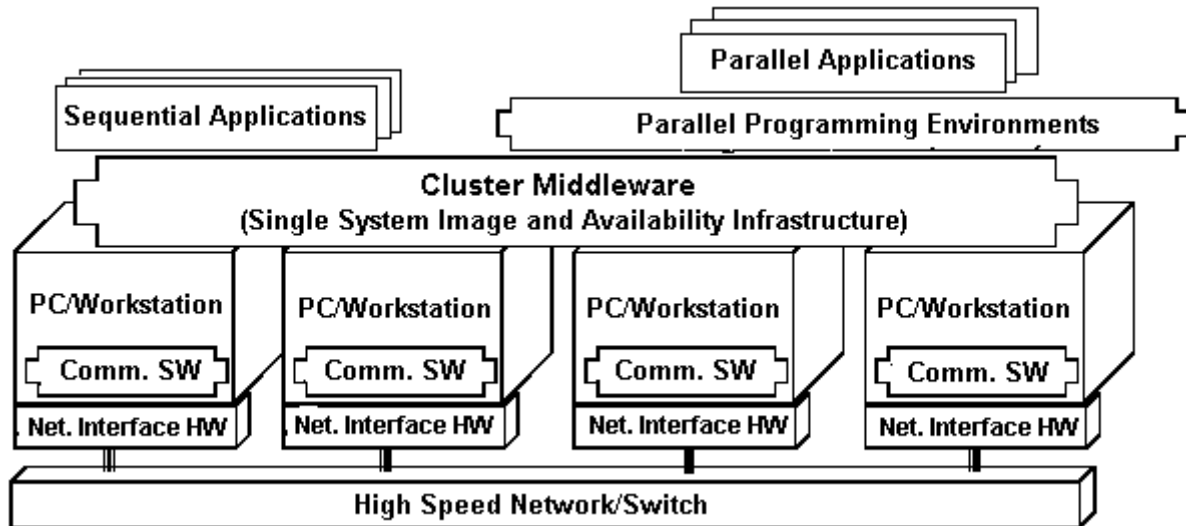 Parallel Applications
Sequential Applications
Parallel Programming Environments
Cluster Middleware
(Single System Image and Availability Infrastructure)
PC/Workstation
PC/Workstation
PC/Workstation
PC/Workstation
Comm. SW
Comm. SW
Comm. SW
Comm. SW
Net. Interface HW
Net. Interface HW
Net. Interface HW
Net. Interface HW
High Speed Network/Switch